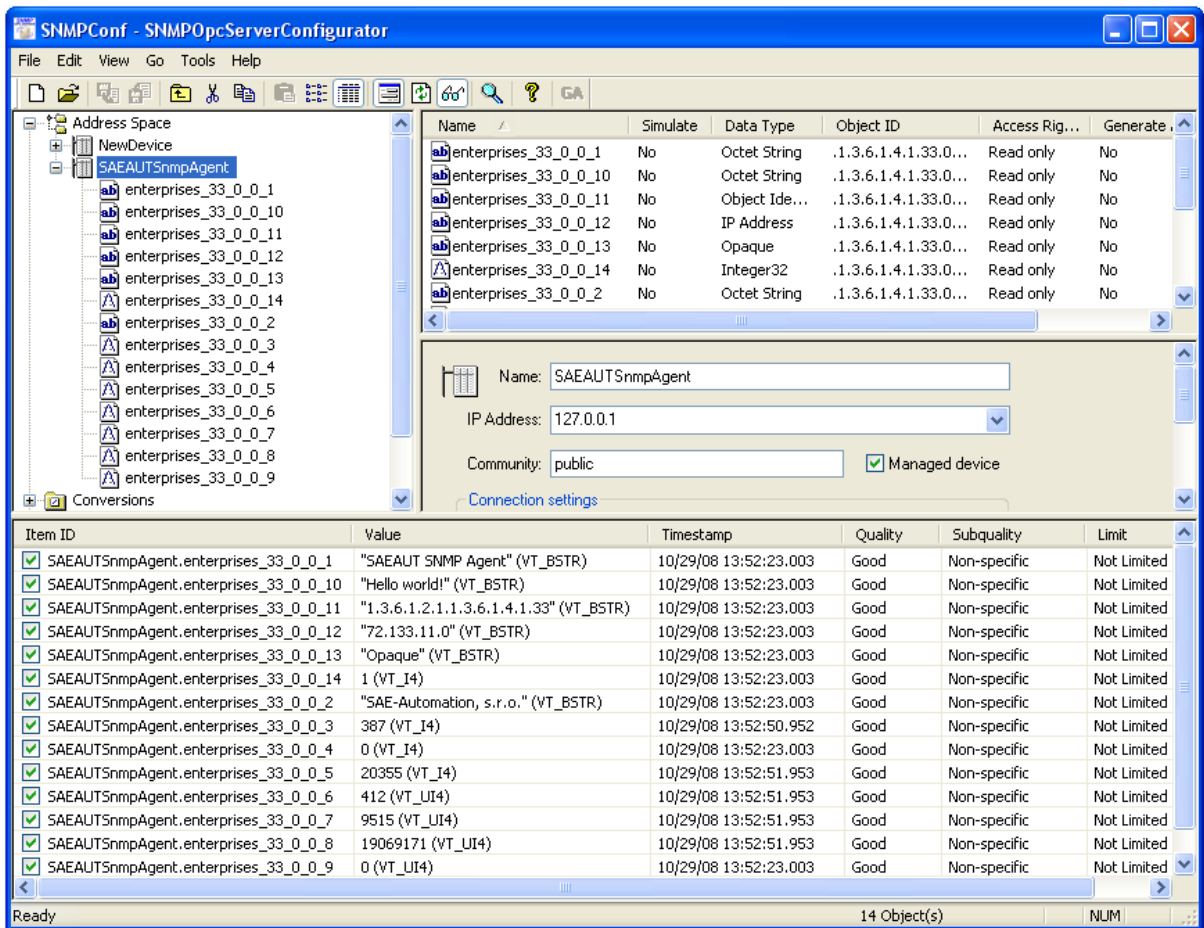 SNMPConf - SNMPOpcServerConfigurator
File Edit View Go Tools Help
GA
Address Space
NewDevice
SAEAUTSnmpAgent
enterprises_33_0_0_1
enterprises_33_0_0_10
enterprises_33_0_0_11
enterprises_33_0_0_12
enterprises_33_0_0_13
enterprises_33_0_0_14
enterprises_33_0_0_2
enterprises_33_0_0_3
enterprises_33_0_0_4
enterprises_33_0_0_5
enterprises_33_0_0_6
enterprises_33_0_0_7
enterprises_33_0_0_8
enterprises_33_0_0_9
Conversions
Name Simulate Data Type Object ID Access Rig... Generate
enterprises_33_0_0_1 No Octet String .1.3.6.1.4.1.33.0... Read only No
enterprises_33_0_0_10 No Octet String .1.3.6.1.4.1.33.0... Read only No
enterprises_33_0_0_11 No Object Ide... .1.3.6.1.4.1.33.0... Read only No
enterprises_33_0_0_12 No IP Address .1.3.6.1.4.1.33.0... Read only No
enterprises_33_0_0_13 No Opaque .1.3.6.1.4.1.33.0... Read only No
enterprises_33_0_0_14 No Integer32 .1.3.6.1.4.1.33.0... Read only No
enterprises_33_0_0_2 No Octet String .1.3.6.1.4.1.33.0... Read only No
Name: SAEAUTSnmpAgent
IP Address: 127.0.0.1
Community: public Managed device
Connection settings
Item ID Value Timestamp Quality Subquality Limit
SAEAUTSnmpAgent.enterprises_33_0_0_1 "SAEAUT SNMP Agent" (VT_BSTR) 10/29/08 13:52:23.003 Good Non-specific Not Limited
SAEAUTSnmpAgent.enterprises_33_0_0_10 "Hello world!" (VT_BSTR) 10/29/08 13:52:23.003 Good Non-specific Not Limited
SAEAUTSnmpAgent.enterprises_33_0_0_11 "1.3.6.1.2.1.1.3.6.1.4.1.33" (VT_BSTR) 10/29/08 13:52:23.003 Good Non-specific Not Limited
SAEAUTSnmpAgent.enterprises_33_0_0_12 "72.133.11.0" (VT_BSTR) 10/29/08 13:52:23.003 Good Non-specific Not Limited
SAEAUTSnmpAgent.enterprises_33_0_0_13 "Opaque" (VT_BSTR) 10/29/08 13:52:23.003 Good Non-specific Not Limited
SAEAUTSnmpAgent.enterprises_33_0_0_14 1 (VT_I4) 10/29/08 13:52:23.003 Good Non-specific Not Limited
SAEAUTSnmpAgent.enterprises_33_0_0_2 "SAE-Automation, s.r.o." (VT_BSTR) 10/29/08 13:52:23.003 Good Non-specific Not Limited
SAEAUTSnmpAgent.enterprises_33_0_0_3 387 (VT_I4) 10/29/08 13:52:50.952 Good Non-specific Not Limited
SAEAUTSnmpAgent.enterprises_33_0_0_4 0 (VT_I4) 10/29/08 13:52:23.003 Good Non-specific Not Limited
SAEAUTSnmpAgent.enterprises_33_0_0_5 20355 (VT_I4) 10/29/08 13:52:51.953 Good Non-specific Not Limited
SAEAUTSnmpAgent.enterprises_33_0_0_6 412 (VT_UI4) 10/29/08 13:52:51.953 Good Non-specific Not Limited
SAEAUTSnmpAgent.enterprises_33_0_0_7 9515 (VT_UI4) 10/29/08 13:52:51.953 Good Non-specific Not Limited
SAEAUTSnmpAgent.enterprises_33_0_0_8 19069171 (VT_UI4) 10/29/08 13:52:51.953 Good Non-specific Not Limited
SAEAUTSnmpAgent.enterprises_33_0_0_9 0 (VT_UI4) 10/29/08 13:52:23.003 Good Non-specific Not Limited
Ready 14 Object(s) NUM